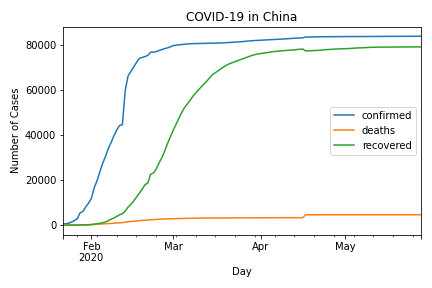 COVID-19 in China
Number of Cases
80000
60000
40000
20000
0
confirmed
deaths
recovered
Feb
2020
Mar
Apr
May
Day